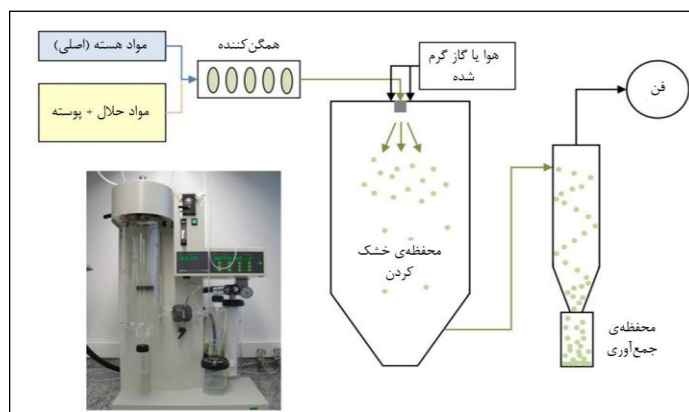 مواد هسته (اصلی)
مواد حلال + پوسته
همگن‌کننده
هوا یا گاز گرم
شده
محفظه‌ی خشک
کردن
فن
محفظه‌ی
جمع‌آوری